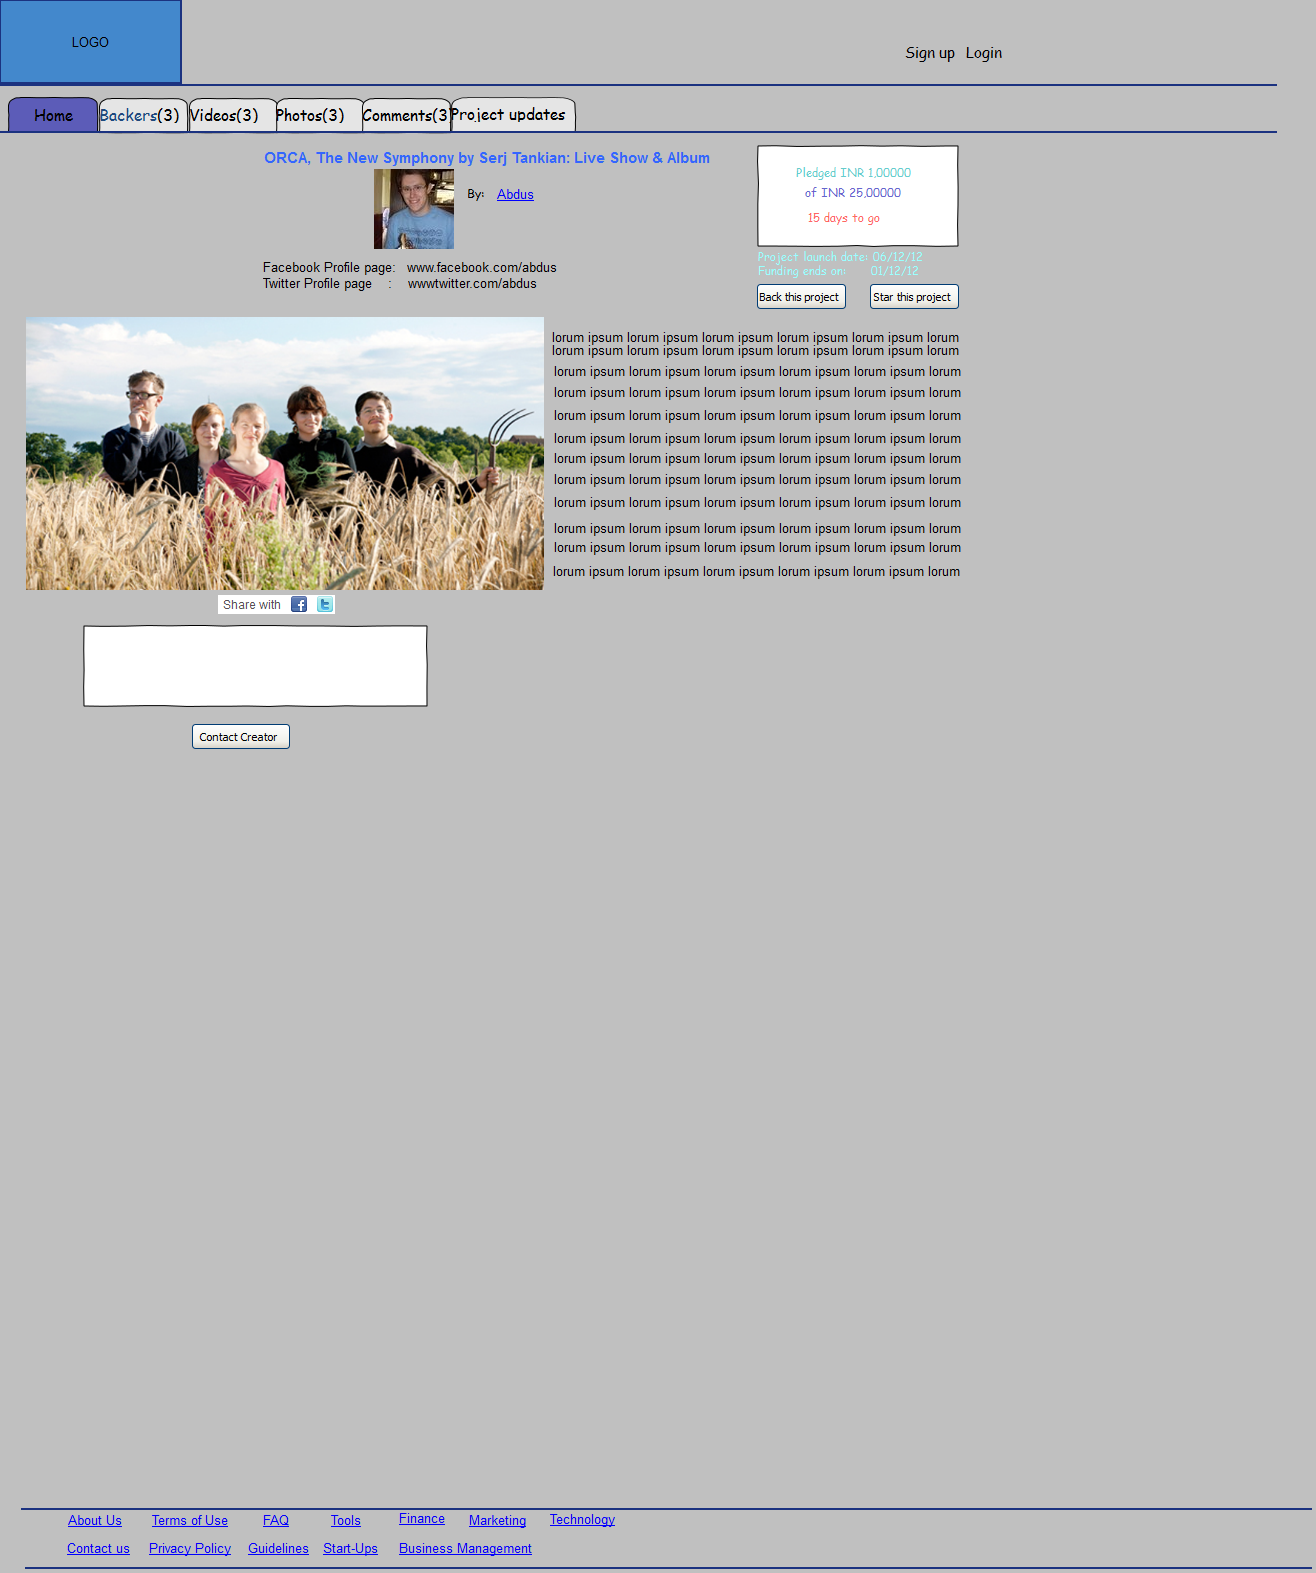 LOGO
Sign up Login
Home Backers(3) Videos(3) Photos(3) Comments(3) Project updates
ORCA, The New Symphony by Serj Tankian: Live Show & Album
By: Abdus
Facebook Profile page: www.facebook.com/abdus
Twitter Profile page : wwwtwitter.com/abdus
Pledged INR 1,00000
of INR 25,00000
15 days to go
Project launch date: 06/12/12
Funding ends on: 01/12/12
Back this project Star this project
lorum ipsum lorum ipsum lorum ipsum lorum ipsum lorum ipsum lorum
lorum ipsum lorum ipsum lorum ipsum lorum ipsum lorum ipsum lorum
lorum ipsum lorum ipsum lorum ipsum lorum ipsum lorum ipsum lorum
lorum ipsum lorum ipsum lorum ipsum lorum ipsum lorum ipsum lorum
lorum ipsum lorum ipsum lorum ipsum lorum ipsum lorum ipsum lorum
lorum ipsum lorum ipsum lorum ipsum lorum ipsum lorum ipsum lorum
lorum ipsum lorum ipsum lorum ipsum lorum ipsum lorum ipsum lorum
lorum ipsum lorum ipsum lorum ipsum lorum ipsum lorum ipsum lorum
lorum ipsum lorum ipsum lorum ipsum lorum ipsum lorum ipsum lorum
lorum ipsum lorum ipsum lorum ipsum lorum ipsum lorum ipsum lorum
lorum ipsum lorum ipsum lorum ipsum lorum ipsum lorum ipsum lorum
lorum ipsum lorum ipsum lorum ipsum lorum ipsum lorum ipsum lorum
Share with
Contact Creator
About Us Terms of Use FAQ Tools Finance Marketing Technology
Contact us Privacy Policy Guidelines Start-Ups Business Management